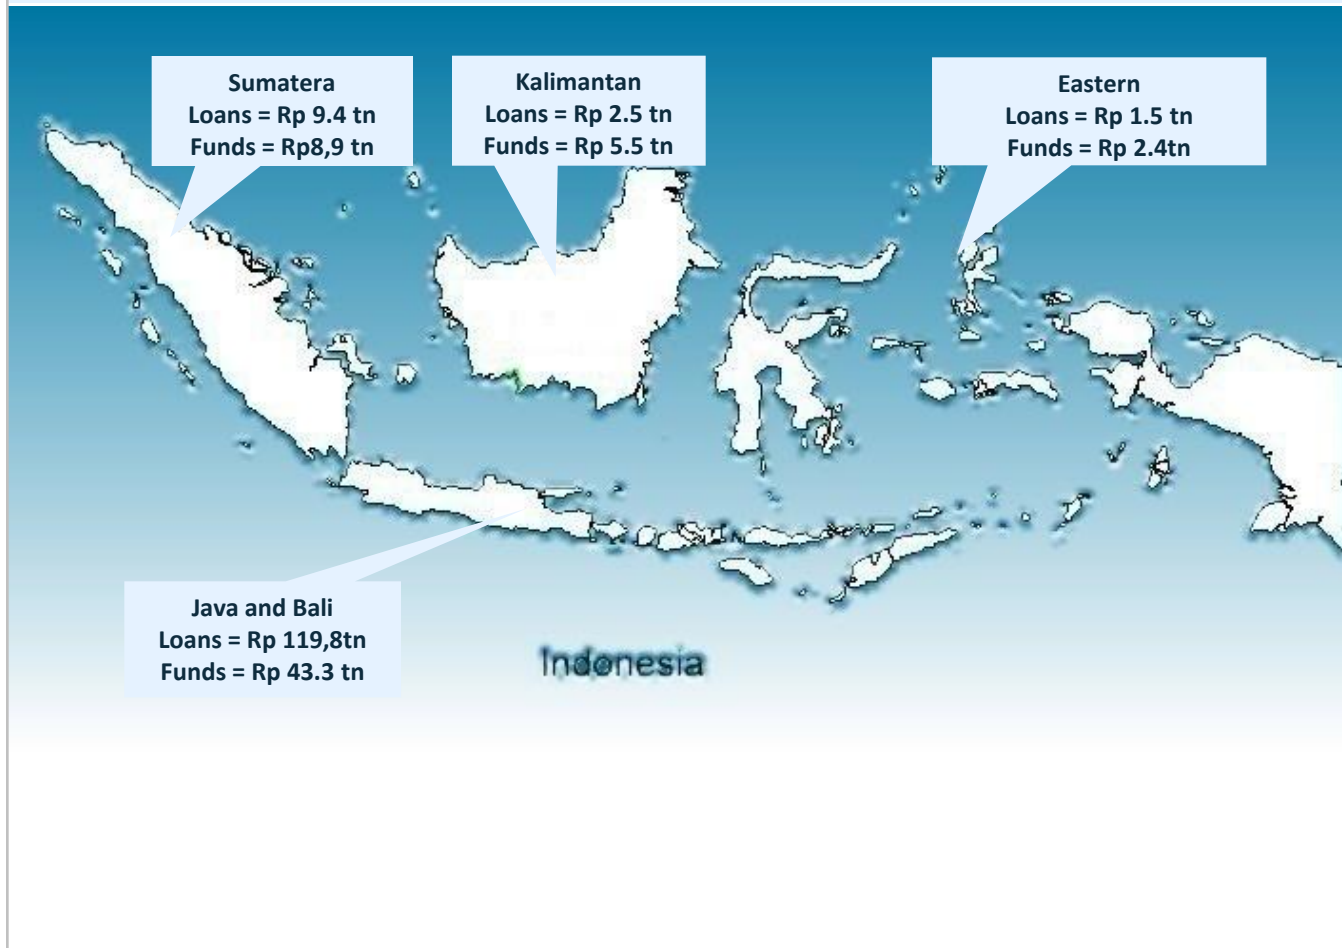 Sumatera
Loans = Rp 9.4 tn
Funds = Rp8,9 tn
Kalimantan
Loans = Rp 2.5 tn
Funds = Rp 5.5 tn
Eastern
Loans = Rp 1.5 tn
Funds = Rp 2.4tn
Java and Bali
Loans = Rp 119,8tn
Funds = Rp 43.3 tn
Indonesia